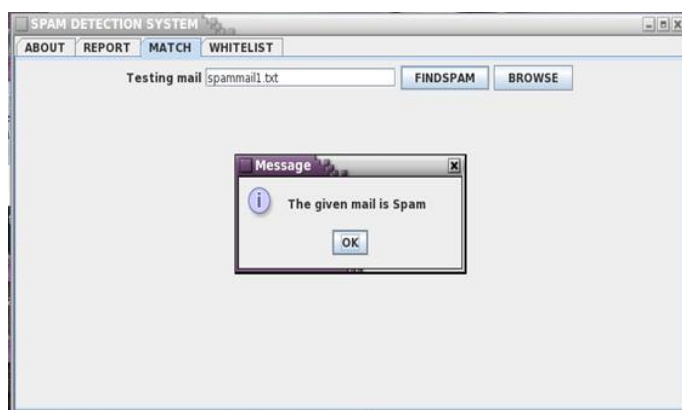 SPAM DETECTION SYSTEM
ABOUT REPORT MATCH WHITELIST
Testing mail spammail1.txt FINDSPAM BROWSE
Message
The given mail is Spam
OK